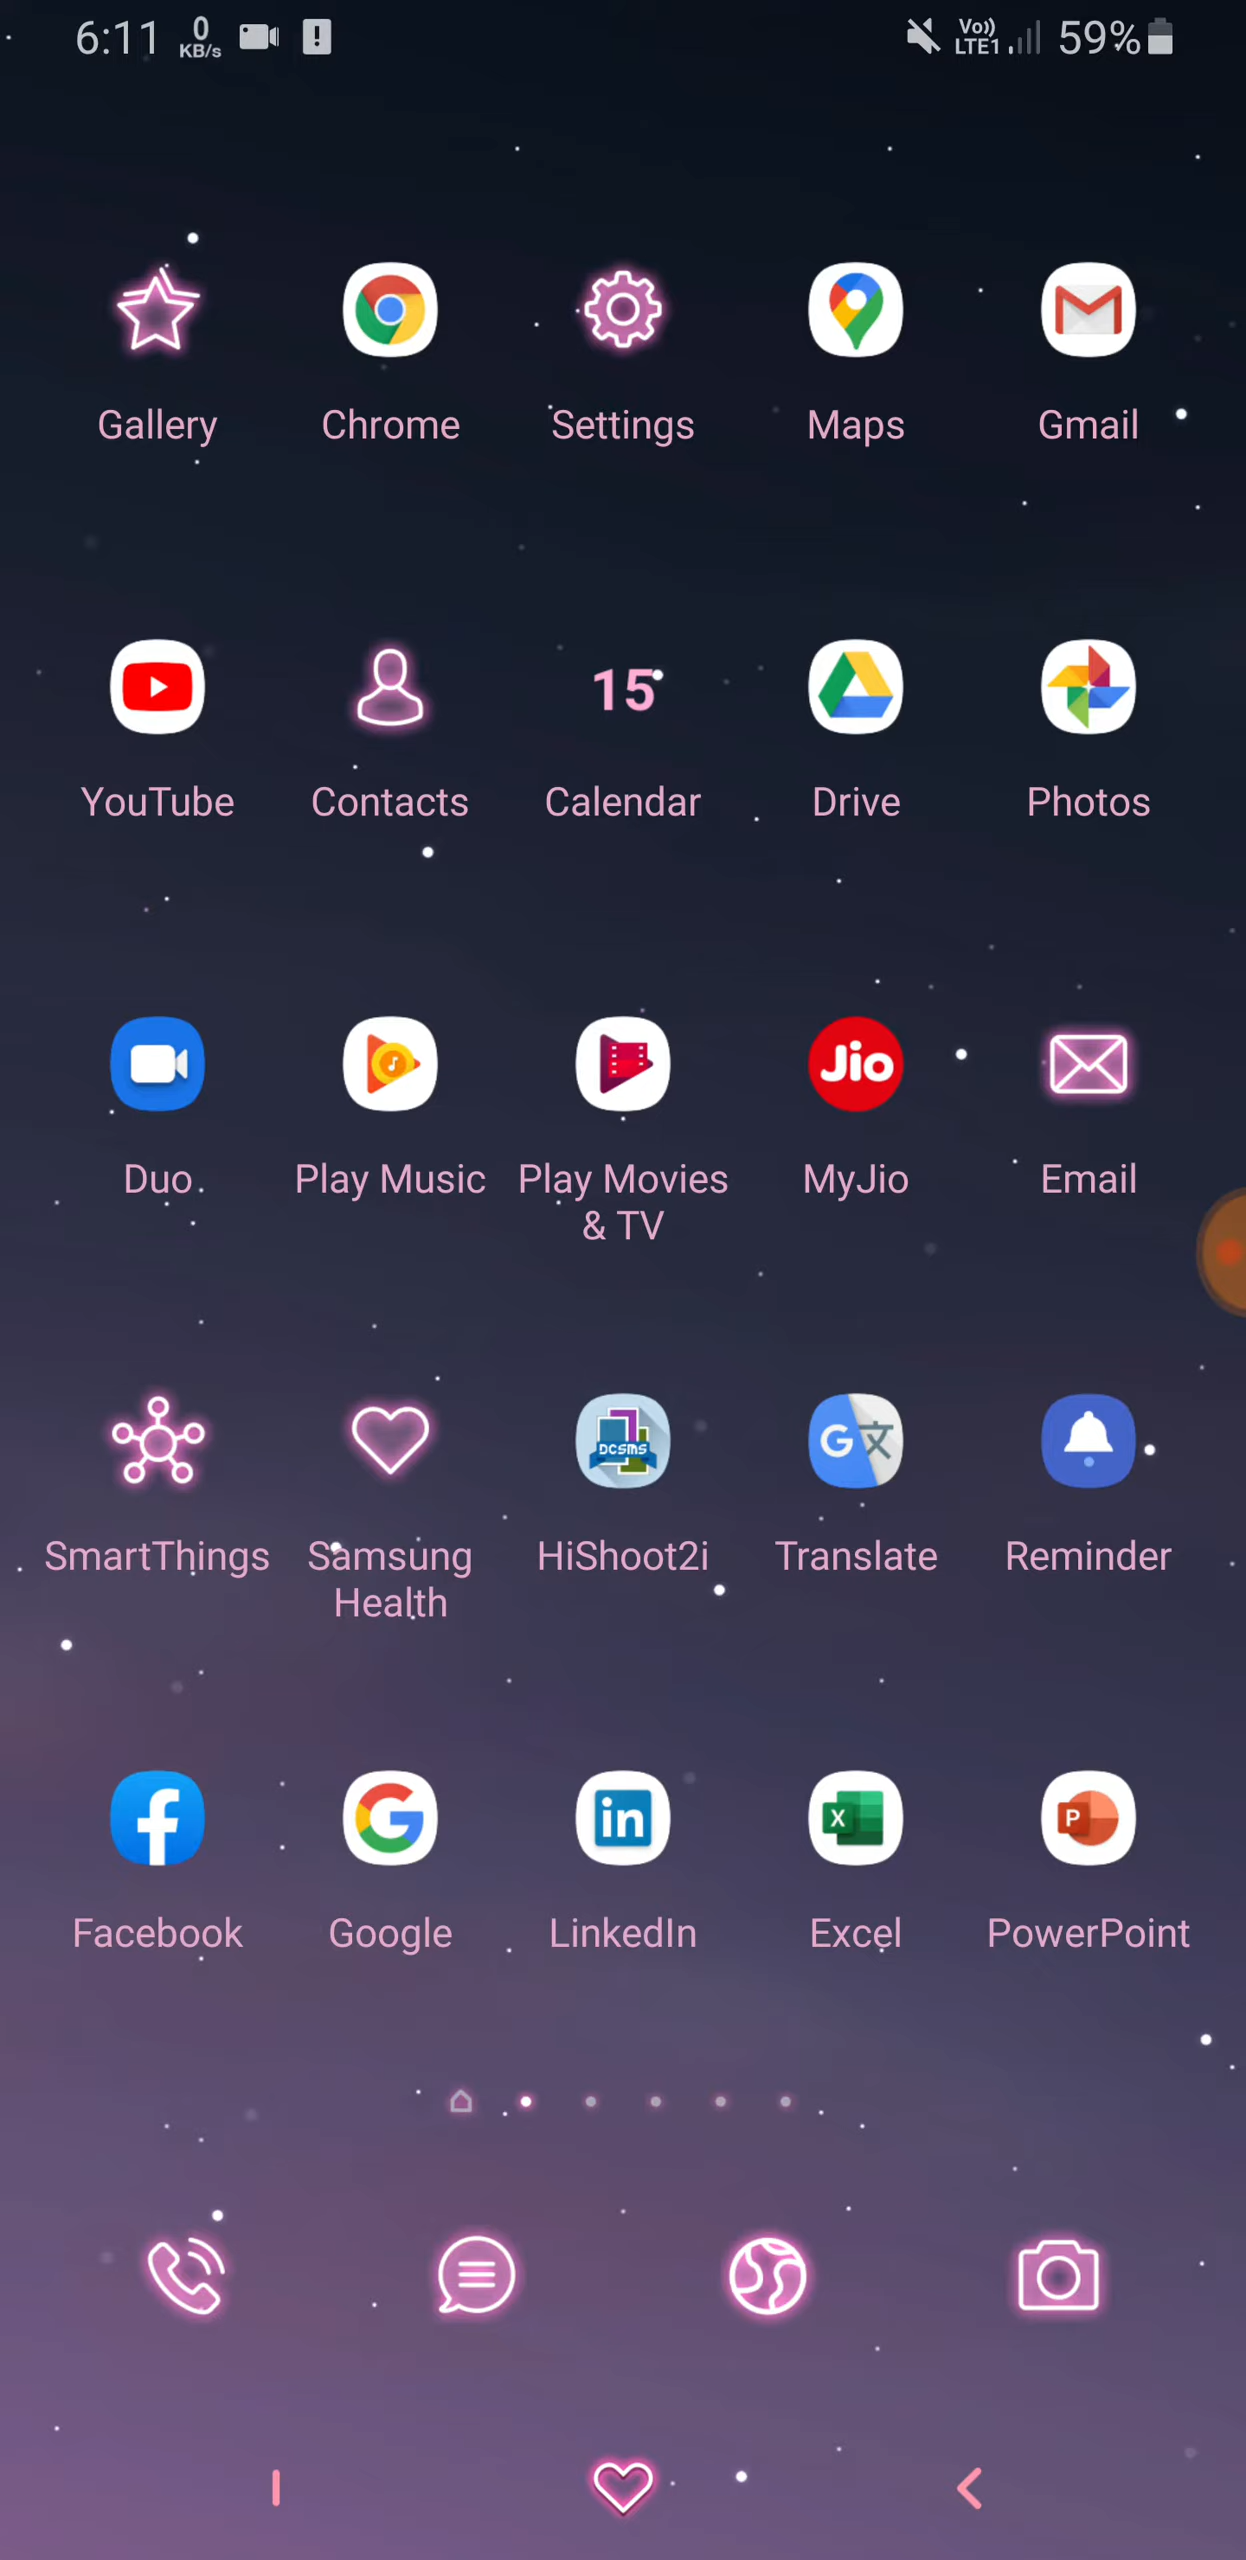 6:11 0 KB/s Vo)) LTE1 59%
Gallery Chrome Settings Maps Gmail
15
YouTube Contacts Calendar Drive Photos
Jio
Duo Play Music Play Movies & TV MyJio Email
DCSMS G 文
SmartThings Samsung Health HiShoot2i Translate Reminder
f G in X P
Facebook Google LinkedIn Excel PowerPoint